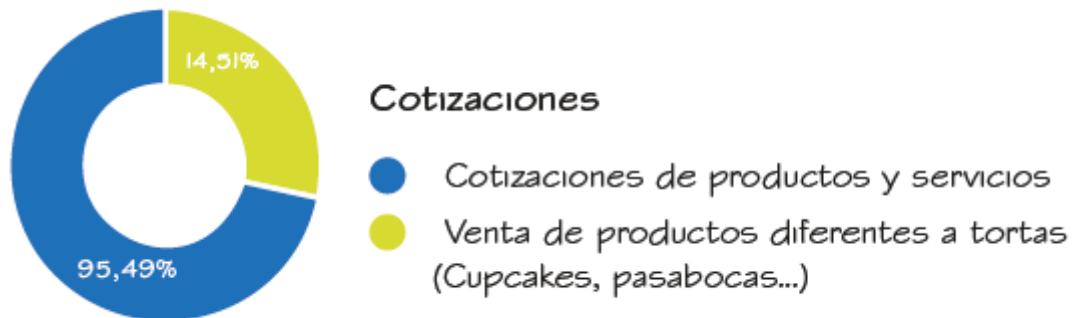 14,51%
Cotizaciones
Cotizaciones de productos y servicios
Venta de productos diferentes a tortas
(Cupcakes, pasabocas...)
95,49%